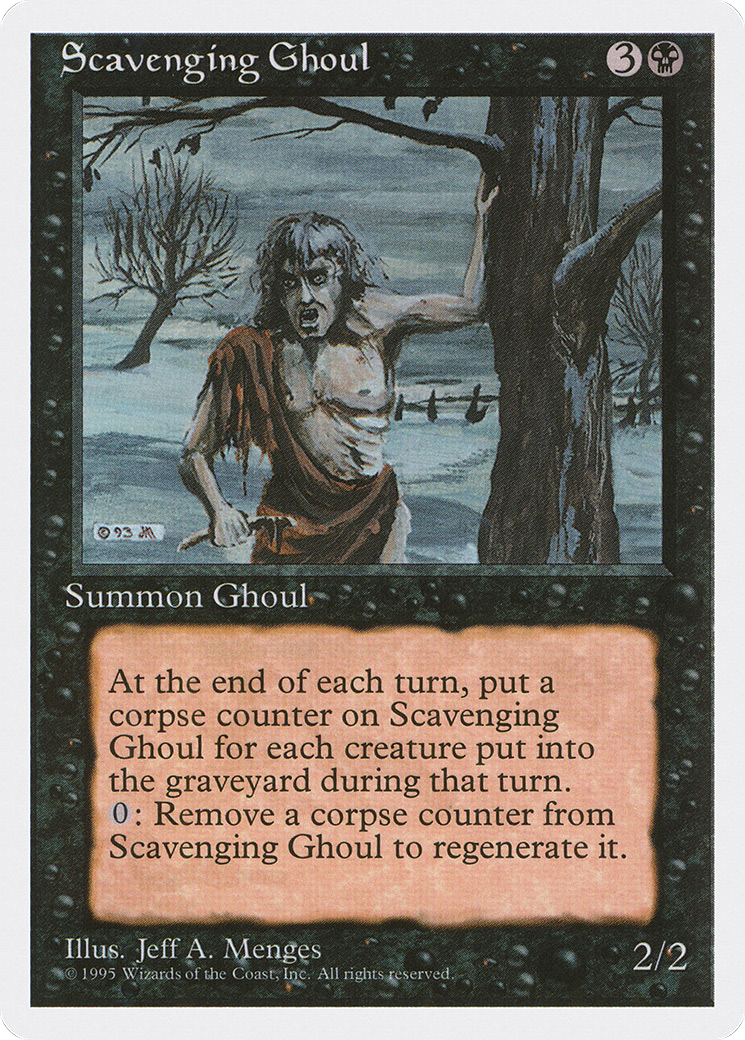 Scavenging Ghoul 3
© 93 JM
Summon Ghoul
At the end of each turn, put a
corpse counter on Scavenging
Ghoul for each creature put into
the graveyard during that turn.
0: Remove a corpse counter from
Scavenging Ghoul to regenerate it.
Illus. Jeff A. Menges
© 1995 Wizards of the Coast, Inc. All rights reserved.
2/2